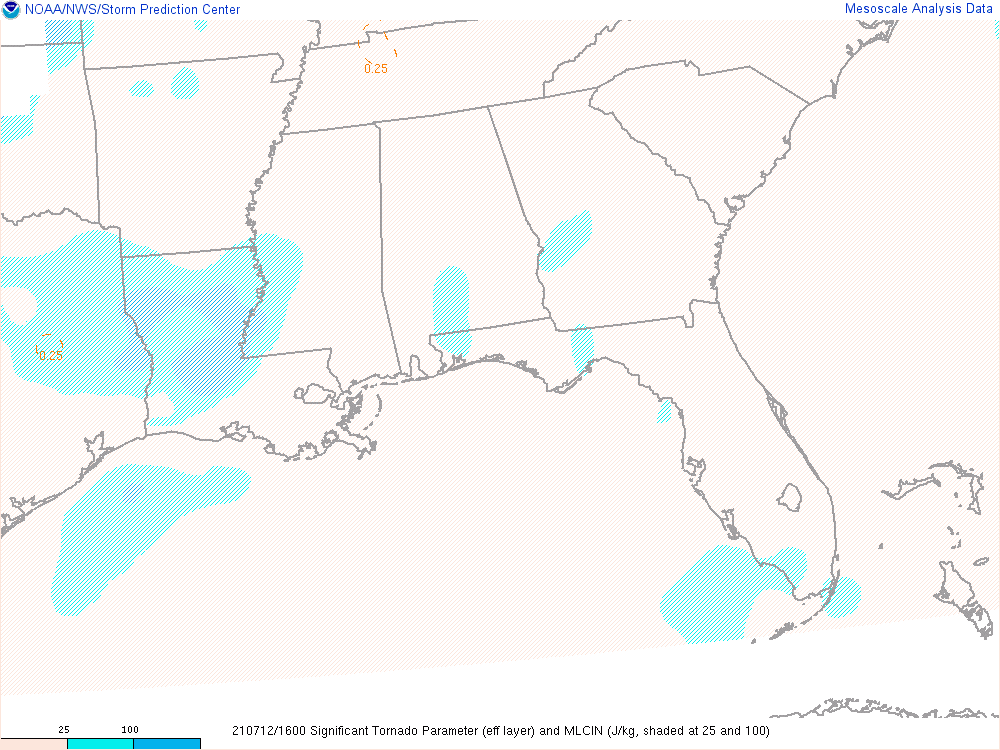 NOAA/NWS/Storm Prediction Center
Mesoscale Analysis Data
0.25
0.25
25 100
210712/1600 Significant Tornado Parameter (eff layer) and MLCIN (J/kg, shaded at 25 and 100)